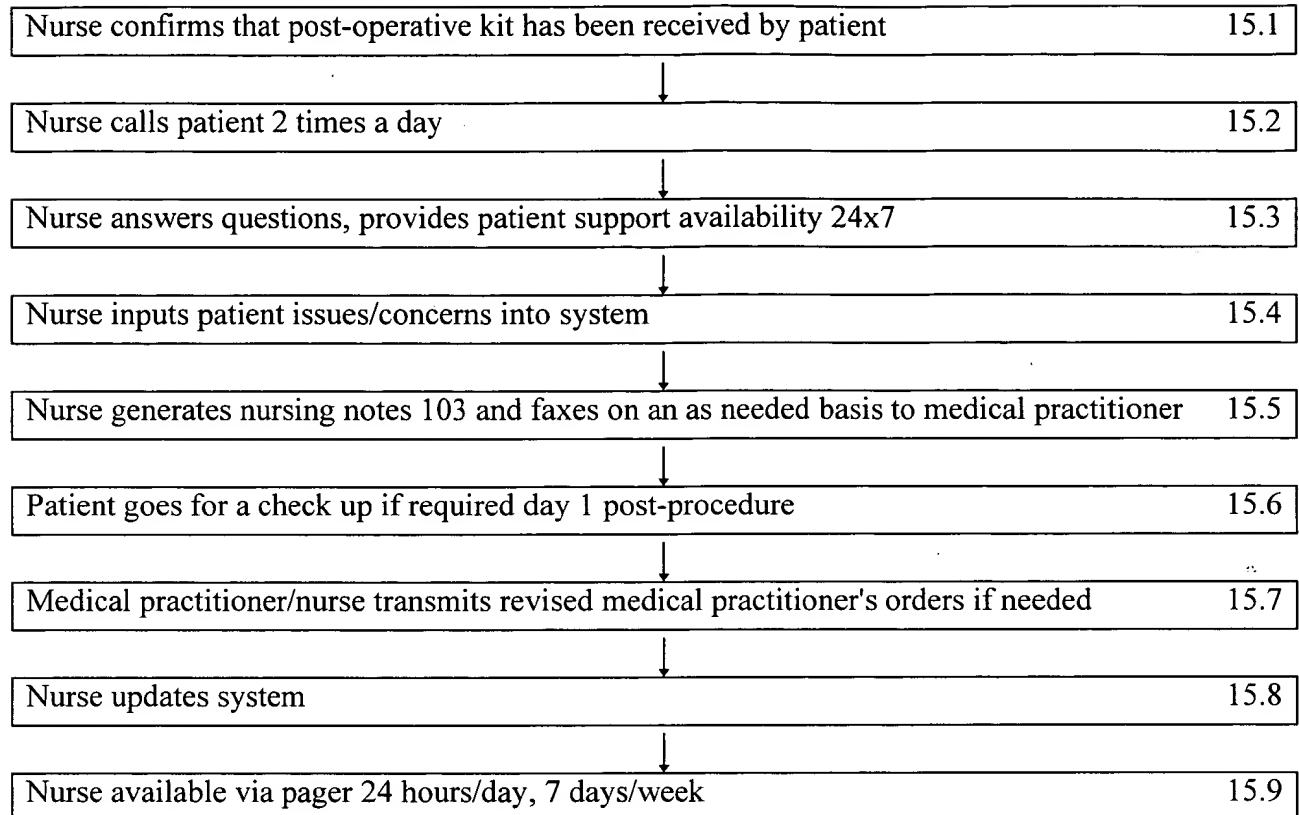 Nurse confirms that post-operative kit has been received by patient 15.1
Nurse calls patient 2 times a day 15.2
Nurse answers questions, provides patient support availability 24x7 15.3
Nurse inputs patient issues/concerns into system 15.4
Nurse generates nursing notes 103 and faxes on an as needed basis to medical practitioner 15.5
Patient goes for a check up if required day 1 post-procedure 15.6
Medical practitioner/nurse transmits revised medical practitioner's orders if needed 15.7
Nurse updates system 15.8
Nurse available via pager 24 hours/day, 7 days/week 15.9